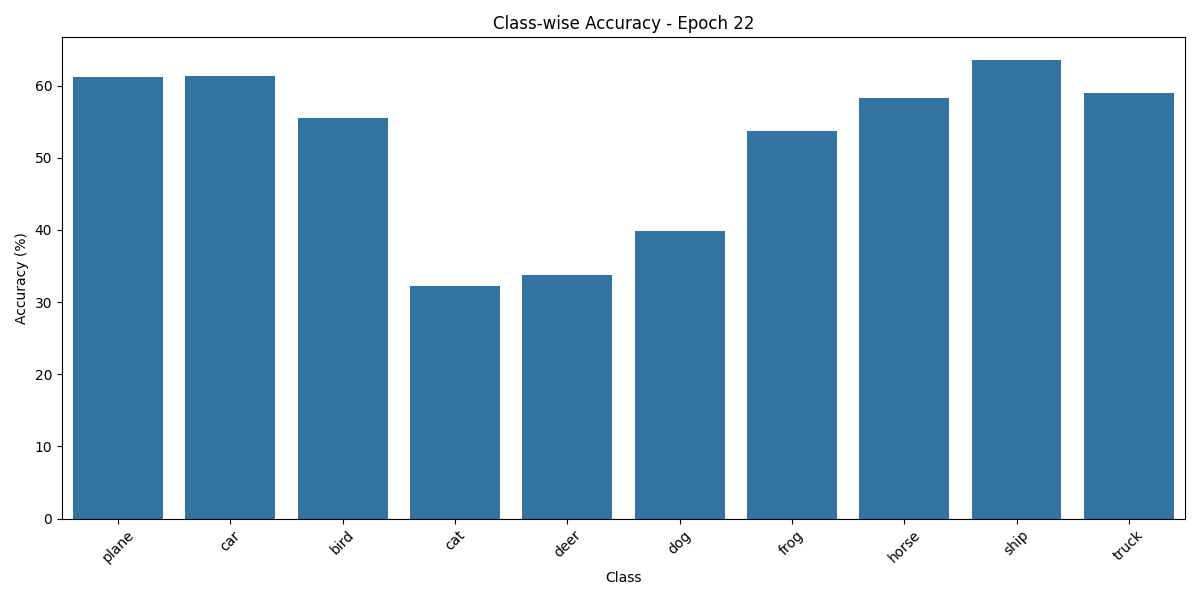 Class-wise Accuracy - Epoch 22
Accuracy (%)
60
50
40
30
20
10
0
plane
car
bird
cat
deer
dog
frog
horse
ship
truck
Class